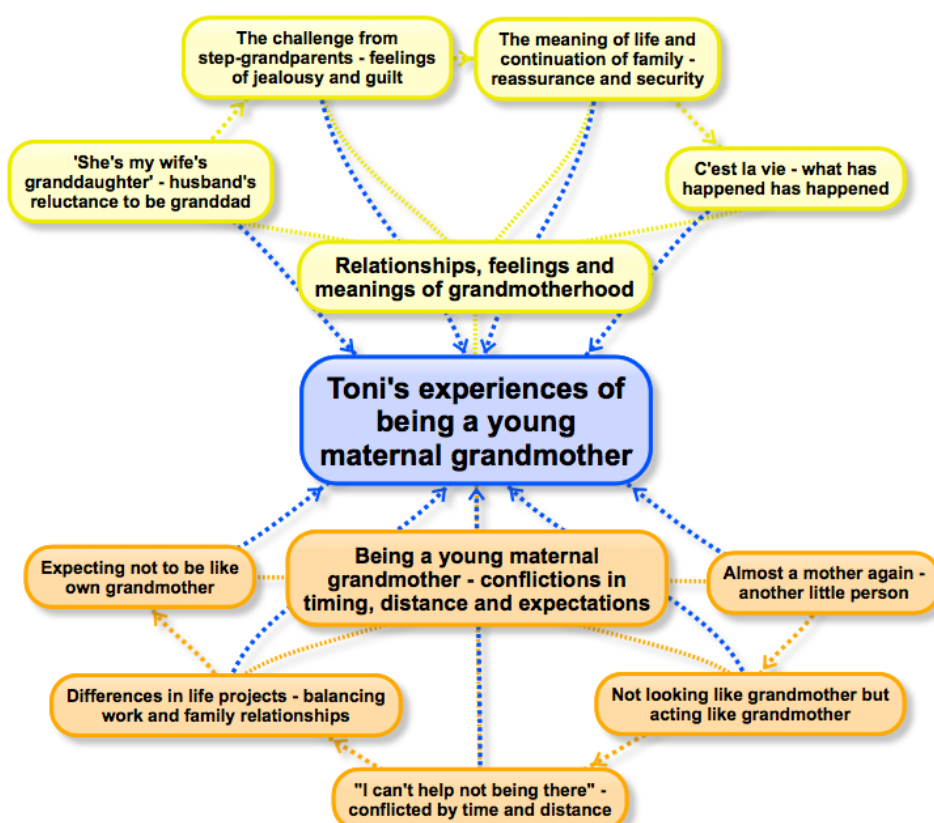 The challenge from
step-grandparents - feelings
of jealousy and guilt
The meaning of life and
continuation of family -
reassurance and security
'She's my wife's
granddaughter' - husband's
reluctance to be granddad
C'est la vie - what has
happened has happened
Relationships, feelings and
meanings of grandmotherhood
Toni's experiences of
being a young
maternal grandmother
Being a young maternal
grandmother - conflictions in
timing, distance and expectations
Expecting not to be like
own grandmother
Almost a mother again -
another little person
Differences in life projects - balancing
work and family relationships
Not looking like grandmother but
acting like grandmother
"I can't help not being there" -
conflicted by time and distance